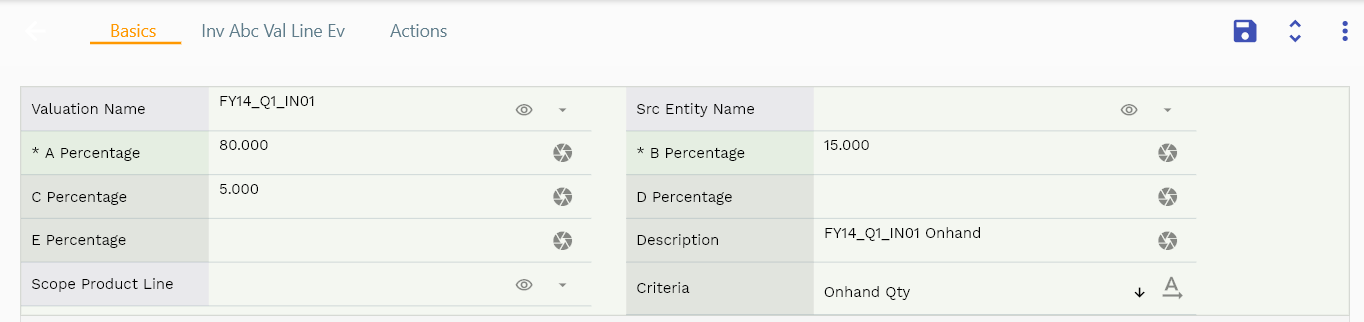 Basics Inv Abc Val Line Ev Actions
Valuation Name FY14_Q1_IN01 Src Entity Name
* A Percentage 80.000 * B Percentage 15.000
C Percentage 5.000 D Percentage
E Percentage Description FY14_Q1_IN01 Onhand
Scope Product Line Criteria Onhand Qty